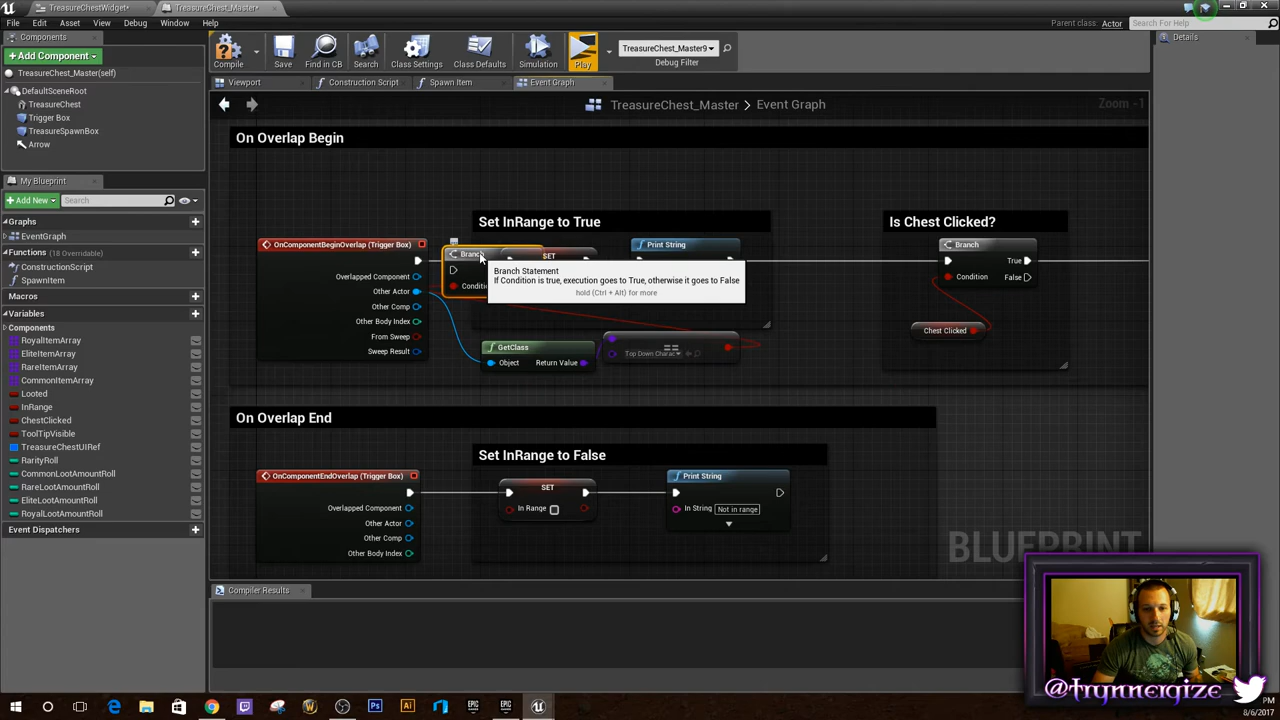 TreasureChestWidget*
TreasureChest_Master*
File Edit Asset View Debug Window Help
Parent class: Actor
Search For Help
Components
Add Component
TreasureChest_Master(self)
DefaultSceneRoot
TreasureChest
Trigger Box
TreasureSpawnBox
Arrow
My Blueprint
Add New
Search
Graphs
EventGraph
Functions (18 Overridable)
ConstructionScript
SpawnItem
Macros
Variables
Components
RoyalItemArray
EliteItemArray
RareItemArray
CommonItemArray
Looted
InRange
ChestClicked
ToolTipVisible
TreasureChestUIRef
RarityRoll
CommonLootAmountRoll
RareLootAmountRoll
EliteLootAmountRoll
RoyalLootAmountRoll
Event Dispatchers
Compile
Save
Find in CB
Search
Class Settings
Class Defaults
Simulation
Play
TreasureChest_Master9
Debug Filter
Viewport
Construction Script
Spawn Item
Event Graph
TreasureChest_Master > Event Graph
Zoom -1
On Overlap Begin
Set InRange to True
OnComponentBeginOverlap (Trigger Box)
Overlapped Component
Other Actor
Other Comp
Other Body Index
From Sweep
Sweep Result
Branch
SET
Print String
Branch Statement
If Condition is true, execution goes to True, otherwise it goes to False
hold (Ctrl + Alt) for more
GetClass
Object Return Value
Top Down Charac
==
Is Chest Clicked?
Branch
True
Condition False
Chest Clicked
On Overlap End
Set InRange to False
OnComponentEndOverlap (Trigger Box)
Overlapped Component
Other Actor
Other Comp
Other Body Index
SET
In Range
Print String
In String Not in range
BLUEPRINT
Compiler Results
Details
@frynnergize
PM
8/6/2017